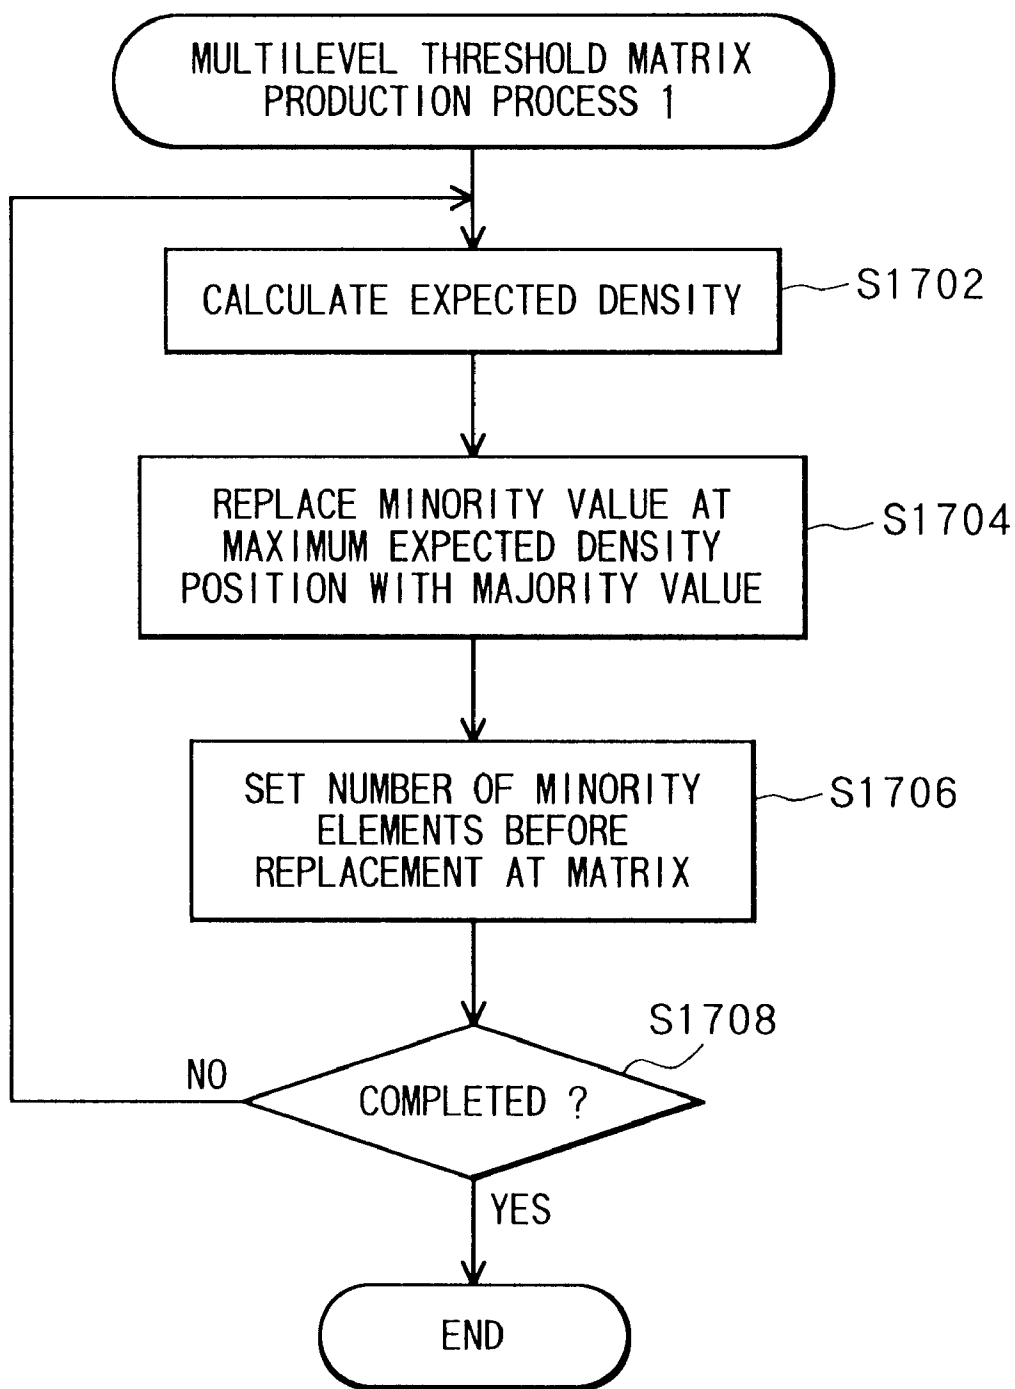 MULTILEVEL THRESHOLD MATRIX
PRODUCTION PROCESS 1
CALCULATE EXPECTED DENSITY
S1702
REPLACE MINORITY VALUE AT
MAXIMUM EXPECTED DENSITY
POSITION WITH MAJORITY VALUE
S1704
SET NUMBER OF MINORITY
ELEMENTS BEFORE
REPLACEMENT AT MATRIX
S1706
S1708
NO
COMPLETED ?
YES
END